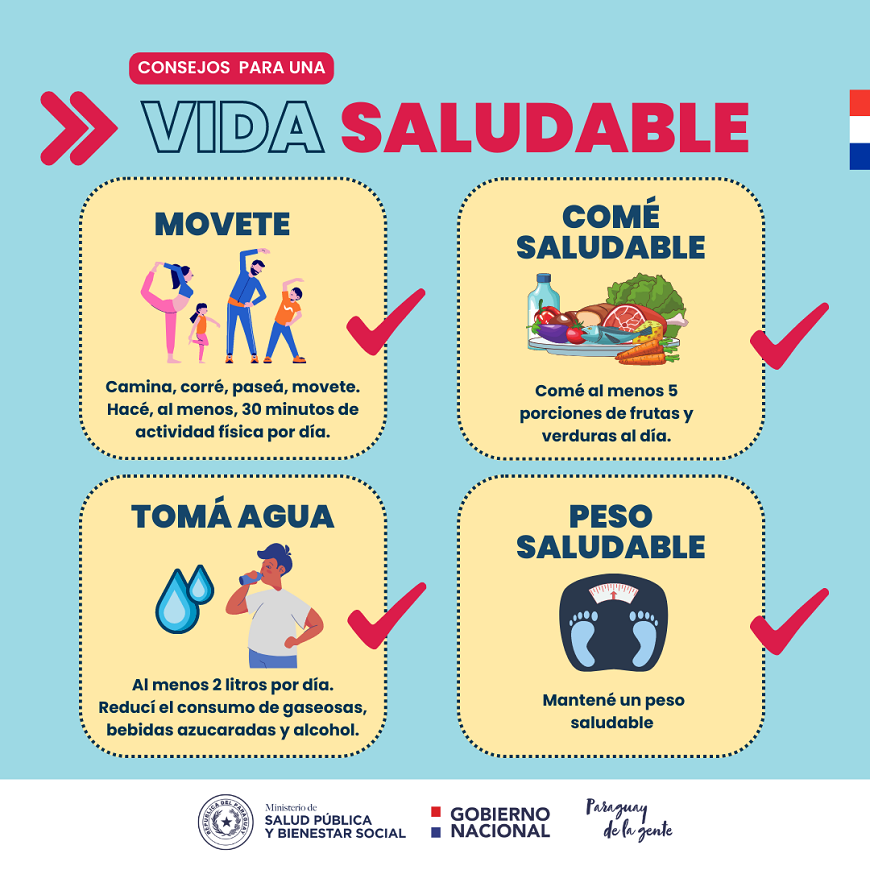 CONSEJOS PARA UNA
VIDA SALUDABLE
MOVETE
Camina, corré, paseá, movete.
Hacé, al menos, 30 minutos de
actividad física por día.
COMÉ
SALUDABLE
Comé al menos 5
porciones de frutas y
verduras al día.
TOMÁ AGUA
Al menos 2 litros por día.
Reducí el consumo de gaseosas,
bebidas azucaradas y alcohol.
PESO
SALUDABLE
Mantené un peso
saludable
REPUBLICA DEL PARAGUAY
Ministerio de
SALUD PÚBLICA
Y BIENESTAR SOCIAL
GOBIERNO
NACIONAL
Paraguay
de la gente